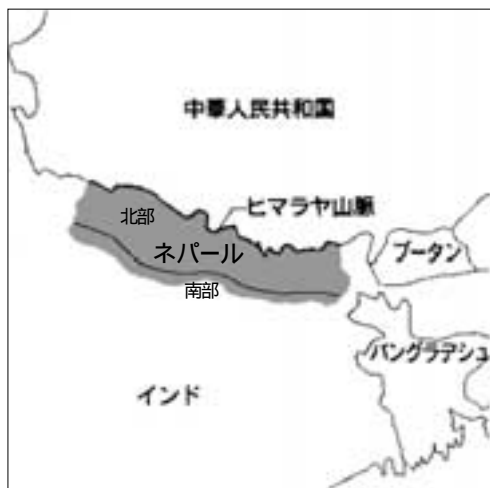 中華人民共和国
北部
ヒマラヤ山脈
ネパール
ブータン
南部
バングラデシュ
インド